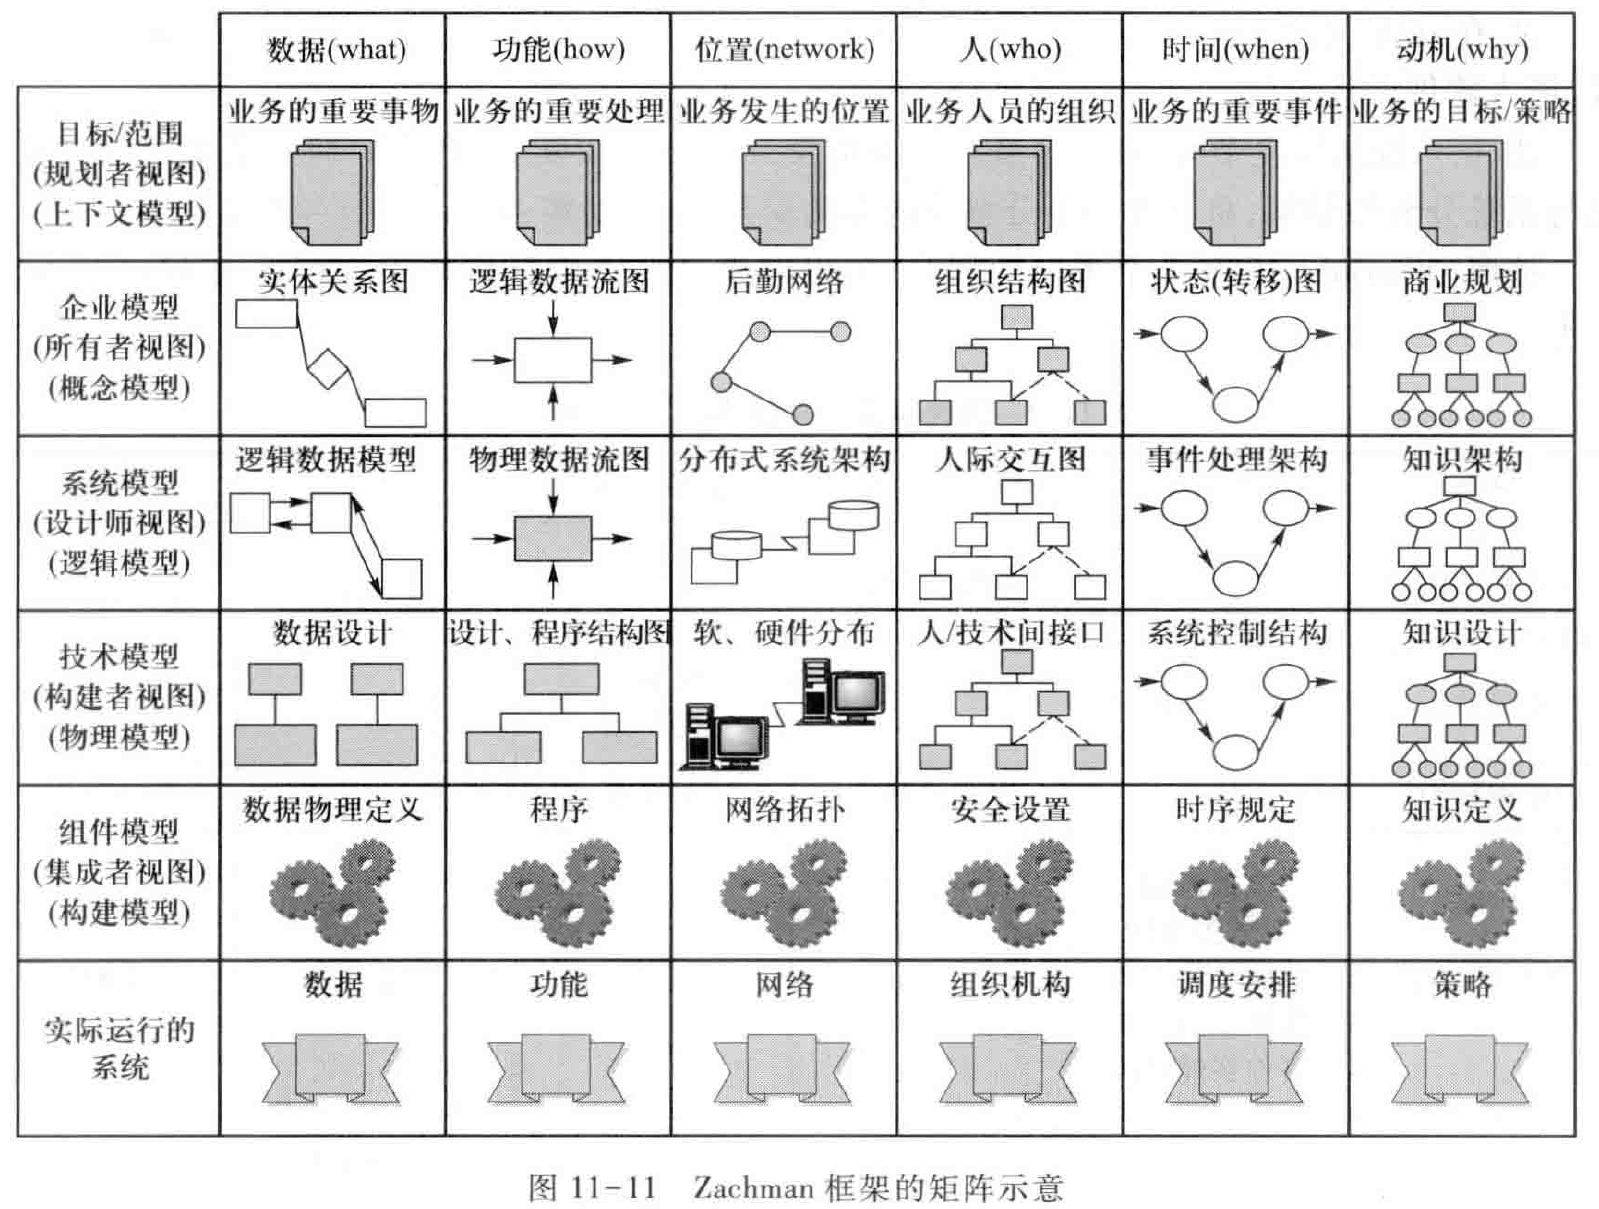 数据(what) 功能(how) 位置(network) 人(who) 时间(when) 动机(why)
目标/范围
(规划者视图)
(上下文模型)
业务的重要事物 业务的重要处理 业务发生的位置 业务人员的组织 业务的重要事件 业务的目标/策略
企业模型
(所有者视图)
(概念模型)
实体关系图 逻辑数据流图 后勤网络 组织结构图 状态(转移)图 商业规划
系统模型
(设计师视图)
(逻辑模型)
逻辑数据模型 物理数据流图 分布式系统架构 人际交互图 事件处理架构 知识架构
技术模型
(构建者视图)
(物理模型)
数据设计 设计、程序结构图 软、硬件分布 人/技术间接口 系统控制结构 知识设计
组件模型
(集成者视图)
(构建模型)
数据物理定义 程序 网络拓扑 安全设置 时序规定 知识定义
实际运行的
系统
数据 功能 网络 组织机构 调度安排 策略
图 11-11 Zachman 框架的矩阵示意